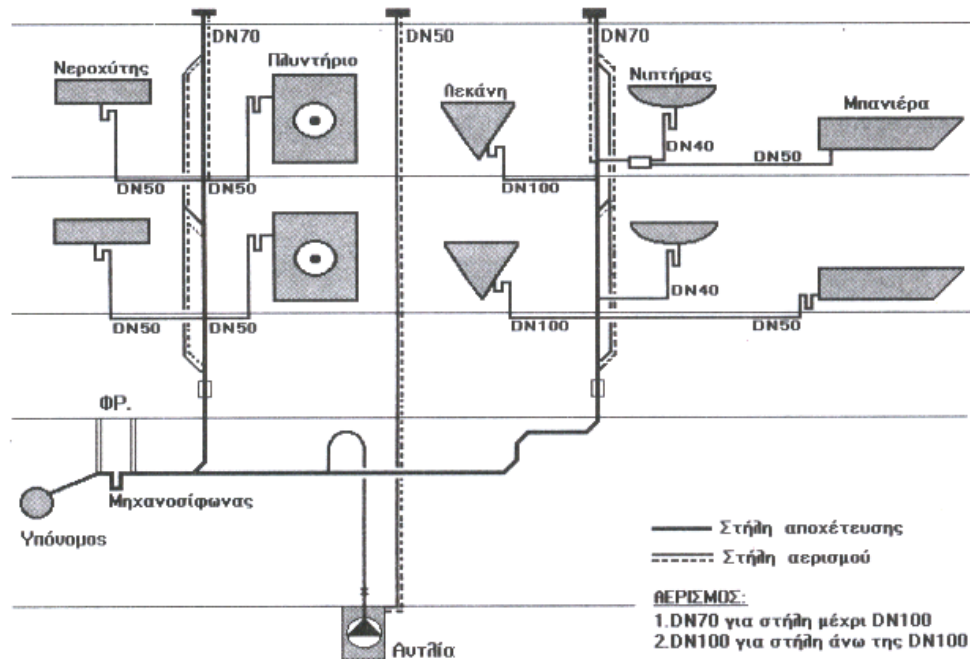 DN70
DN50
DN70
Νεροχύτης
Πλυντήριο
Λεκάνη
Νιπτήρας
Μπανιέρα
DN40
DN50
DN50
DN50
DN100
DN40
DN50
DN50
DN100
DN50
ΦΡ.
Μηχανοσίφωνας
Υπόνομος
Στήλη αποχέτευσης
Στήλη αερισμού
ΑΕΡΙΣΜΟΣ:
1.DN70 για στήλη μέχρι DN100
2.DN100 για στήλη άνω της DN100
Αντλία